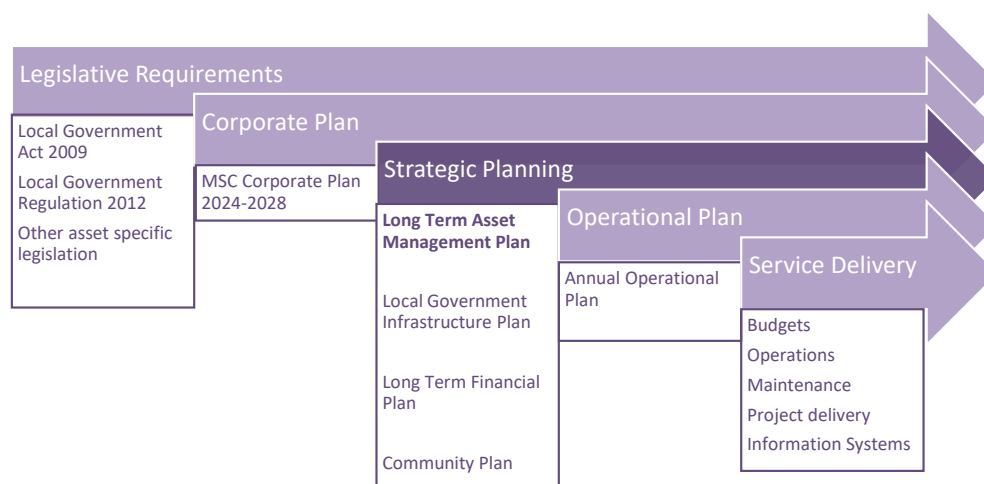 Legislative Requirements
Local Government
Act 2009
Local Government
Regulation 2012
Other asset specific
legislation
Corporate Plan
MSC Corporate Plan
2024-2028
Strategic Planning
Long Term Asset
Management Plan
Local Government
Infrastructure Plan
Long Term Financial
Plan
Community Plan
Operational Plan
Annual Operational
Plan
Service Delivery
Budgets
Operations
Maintenance
Project delivery
Information Systems